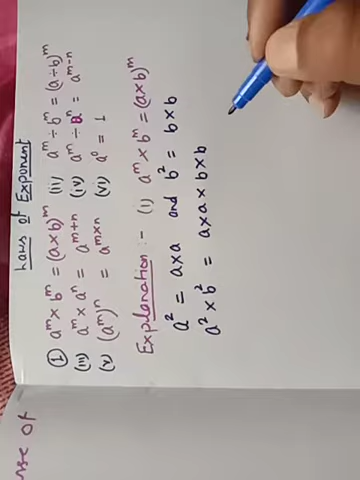 Laws of Exponent
(i) aᵐ × bᵐ = (a×b)ᵐ (ii) aᵐ ÷ bᵐ = (a÷b)ᵐ
(iii) aᵐ × aⁿ = aᵐ⁺ⁿ (iv) aᵐ ÷ aⁿ = aᵐ⁻ⁿ
(v) (aᵐ)ⁿ = aᵐˣⁿ (vi) a⁰ = 1
Explanation :- (i) aᵐ × bᵐ = (a×b)ᵐ
a² = a×a and b² = b×b
a² × b² = a×a × b×b